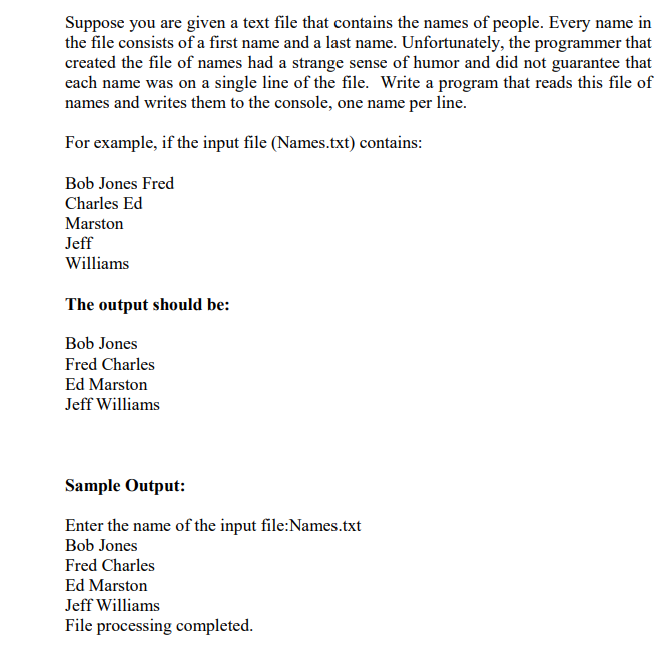 Suppose you are given a text file that contains the names of people. Every name in
the file consists of a first name and a last name. Unfortunately, the programmer that
created the file of names had a strange sense of humor and did not guarantee that
each name was on a single line of the file. Write a program that reads this file of
names and writes them to the console, one name per line.
For example, if the input file (Names.txt) contains:
Bob Jones Fred
Charles Ed
Marston
Jeff
Williams
The output should be:
Bob Jones
Fred Charles
Ed Marston
Jeff Williams
Sample Output:
Enter the name of the input file:Names.txt
Bob Jones
Fred Charles
Ed Marston
Jeff Williams
File processing completed.